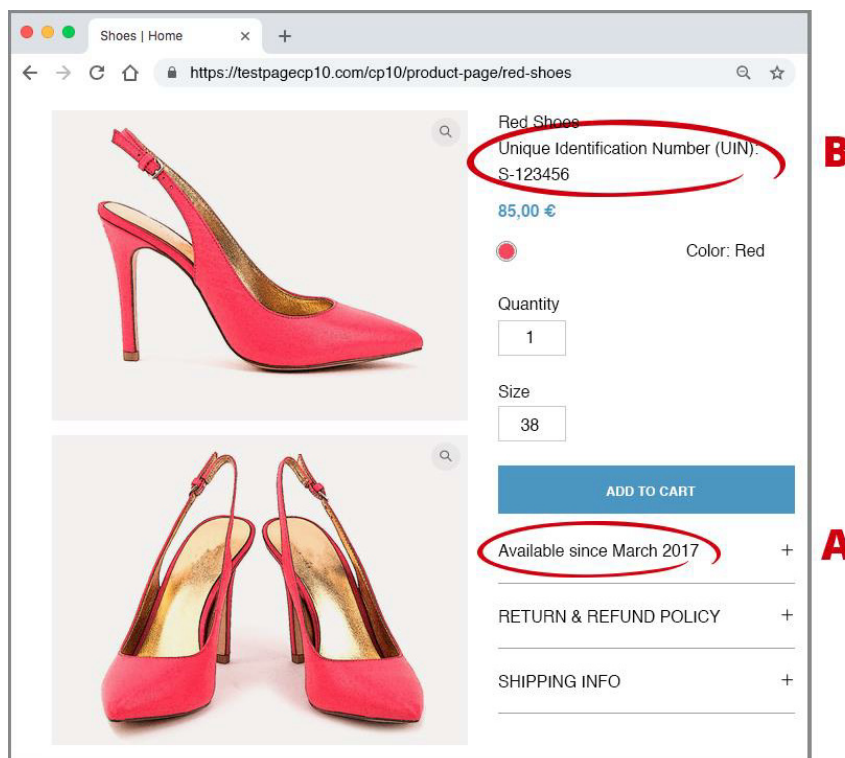 Shoes | Home
https://testpagecp10.com/cp10/product-page/red-shoes
Red Shoes
Unique Identification Number (UIN):
S-123456
B
85,00 €
Color: Red
Quantity
1
Size
38
ADD TO CART
Available since March 2017
A
RETURN & REFUND POLICY
SHIPPING INFO